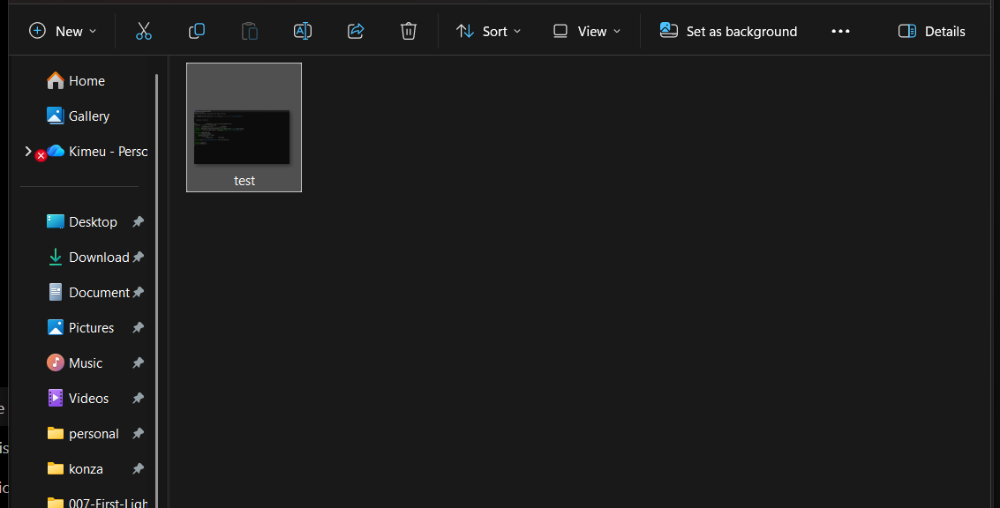 New
Sort
View
Set as background
Details
Home
Gallery
Kimeu - Perso
Desktop
Download
Document
Pictures
Music
Videos
personal
konza
007-First-Ligh
test